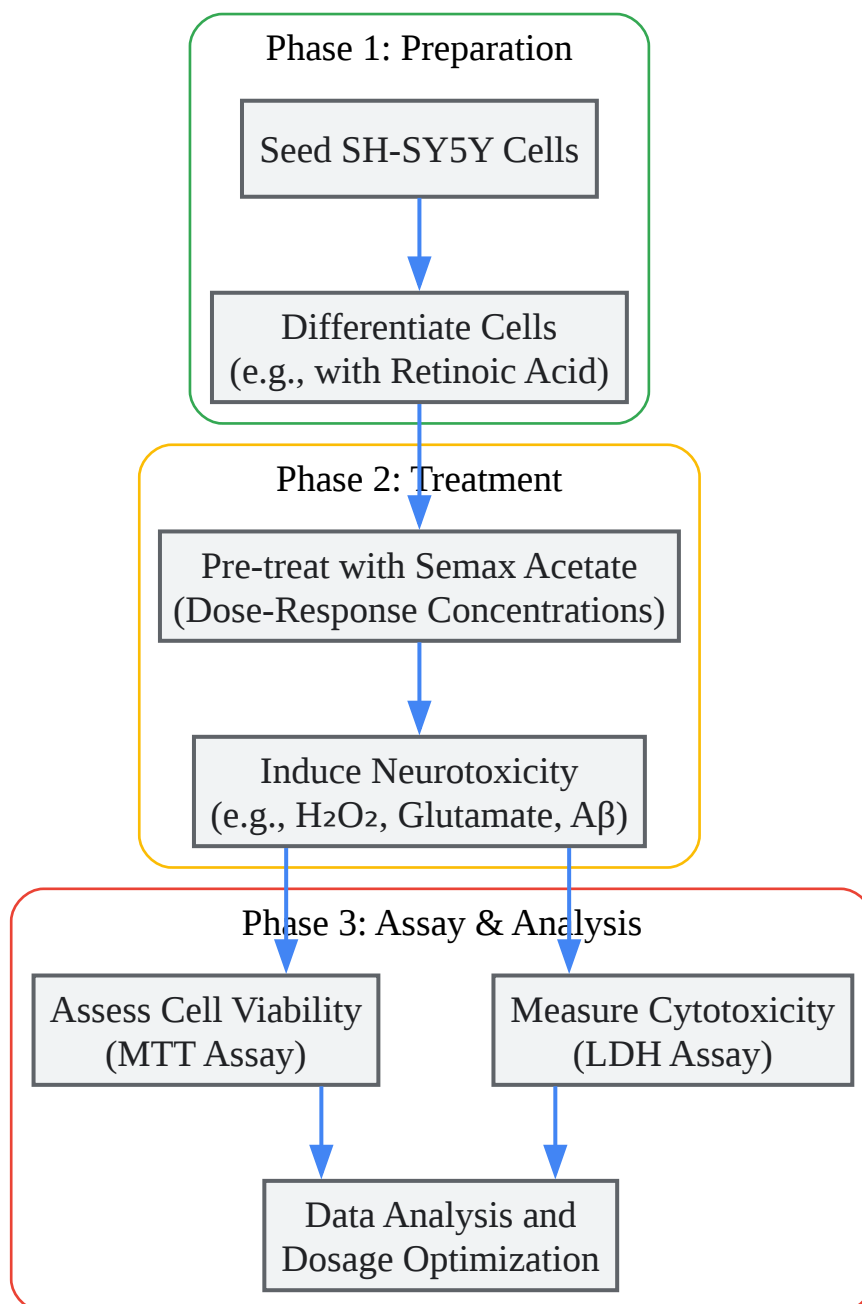 Phase 1: Preparation
Seed SH-SY5Y Cells
Differentiate Cells
(e.g., with Retinoic Acid)
Phase 2: Treatment
Pre-treat with Semax Acetate
(Dose-Response Concentrations)
Induce Neurotoxicity
(e.g., H₂O₂, Glutamate, Aβ)
Phase 3: Assay & Analysis
Assess Cell Viability
(MTT Assay)
Measure Cytotoxicity
(LDH Assay)
Data Analysis and
Dosage Optimization